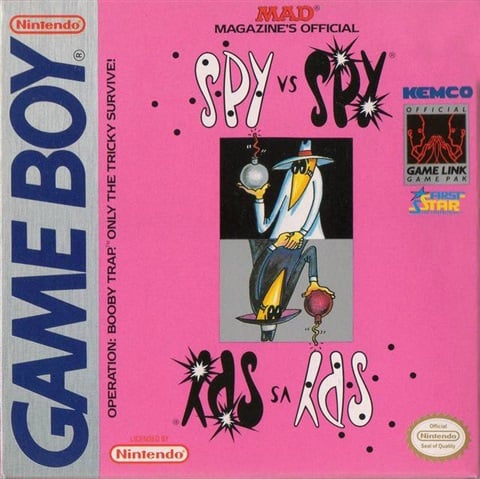 Nintendo®
GAME BOY®
OPERATION: BOOBY TRAP.™ ONLY THE TRICKY SURVIVE!
LICENSED BY
Nintendo
MAD
MAGAZINE'S OFFICIAL
SPY VS SPY®
KEMCO
OFFICIAL
GAME LINK
GAME PAK
FIRST
STAR
SPY VS SPY®
Official
Nintendo
Seal of Quality